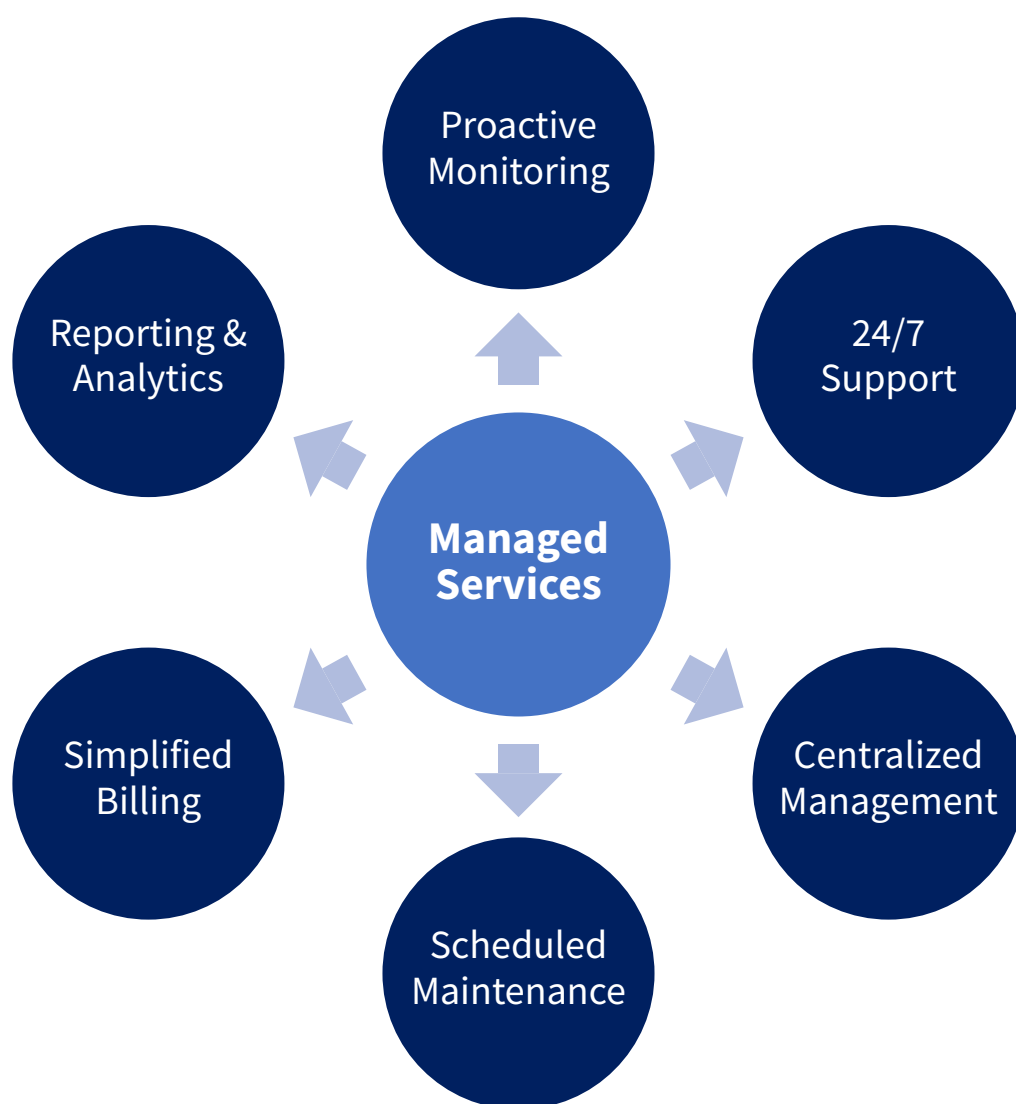 Proactive
Monitoring
24/7
Support
Centralized
Management
Scheduled
Maintenance
Simplified
Billing
Reporting &
Analytics
Managed
Services